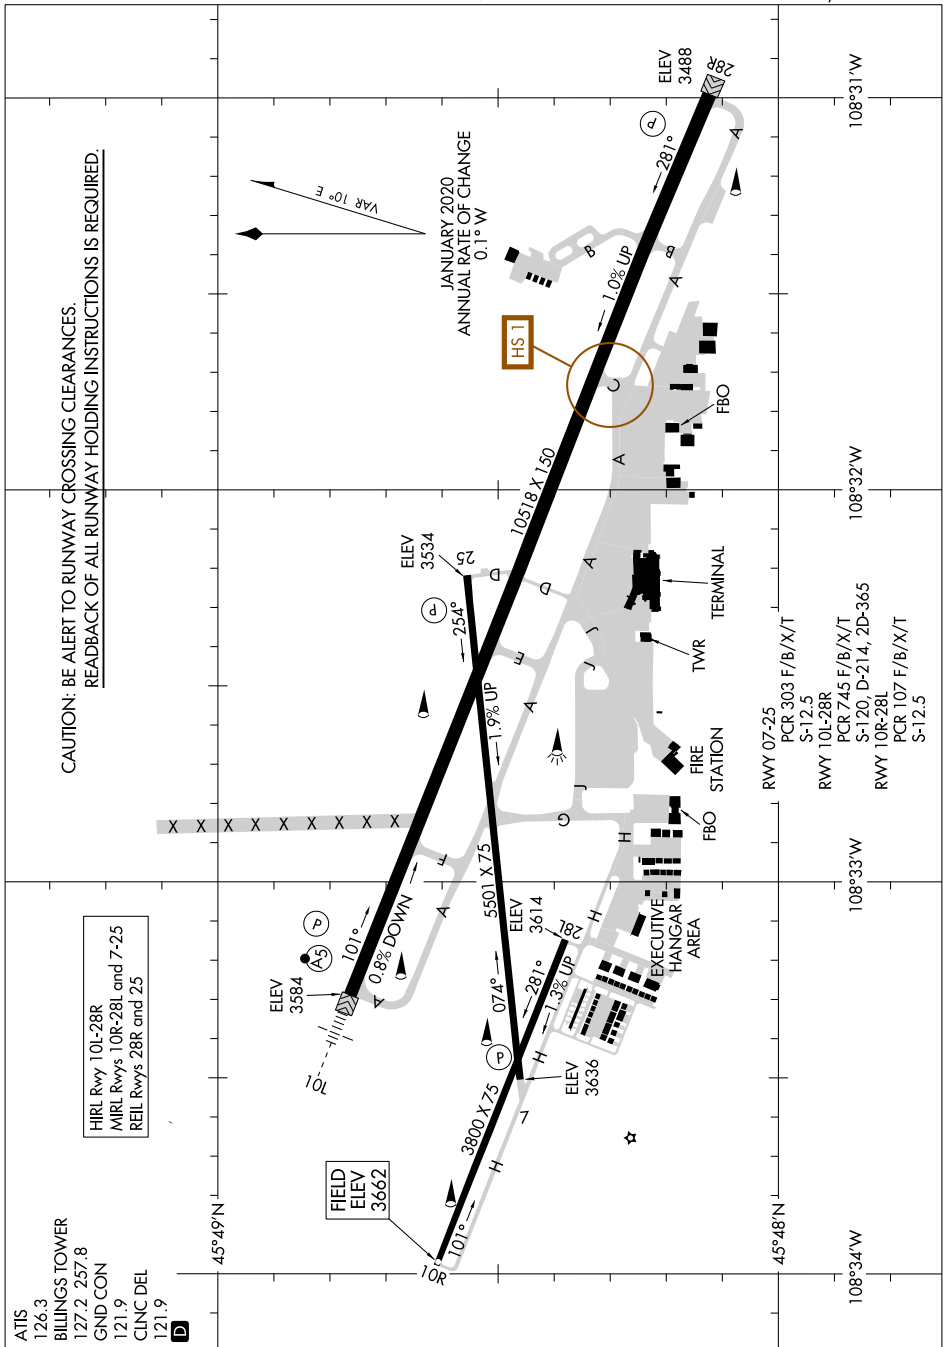 ATIS
126.3
BILLINGS TOWER
127.2 257.8
GND CON
121.9
CLNC DEL
121.9
D
HIRL Rwy 10L-28R
MIRL Rwys 10R-28L and 7-25
REIL Rwys 28R and 25
CAUTION: BE ALERT TO RUNWAY CROSSING CLEARANCES.
READBACK OF ALL RUNWAY HOLDING INSTRUCTIONS IS REQUIRED.
VAR 10° E
JANUARY 2020
ANNUAL RATE OF CHANGE
0.1° W
FIELD
ELEV
3662
10R
101°
3800 X 75
H
L
7
ELEV
3636
H
281°
1.3% UP
28L
ELEV
3614
H
H
P
074°
5501 X 75
1.9% UP
254°
P
25
ELEV
3534
10L
ELEV
3584
A5
P
101°
0.8% DOWN
A
A
F
X X X X X X X X X
G
J
A
E
J
J
D
D
A
10518 X 150
A
HS 1
C
1.0% UP
A
B
B
281°
P
A
28R
ELEV
3488
EXECUTIVE
HANGAR
AREA
FBO
FIRE
STATION
TWR
TERMINAL
FBO
RWY 07-25
PCR 303 F/B/X/T
S-12.5
RWY 10L-28R
PCR 745 F/B/X/T
S-120, D-214, 2D-365
RWY 10R-28L
PCR 107 F/B/X/T
S-12.5
45°49'N
45°48'N
108°34'W
108°33'W
108°32'W
108°31'W